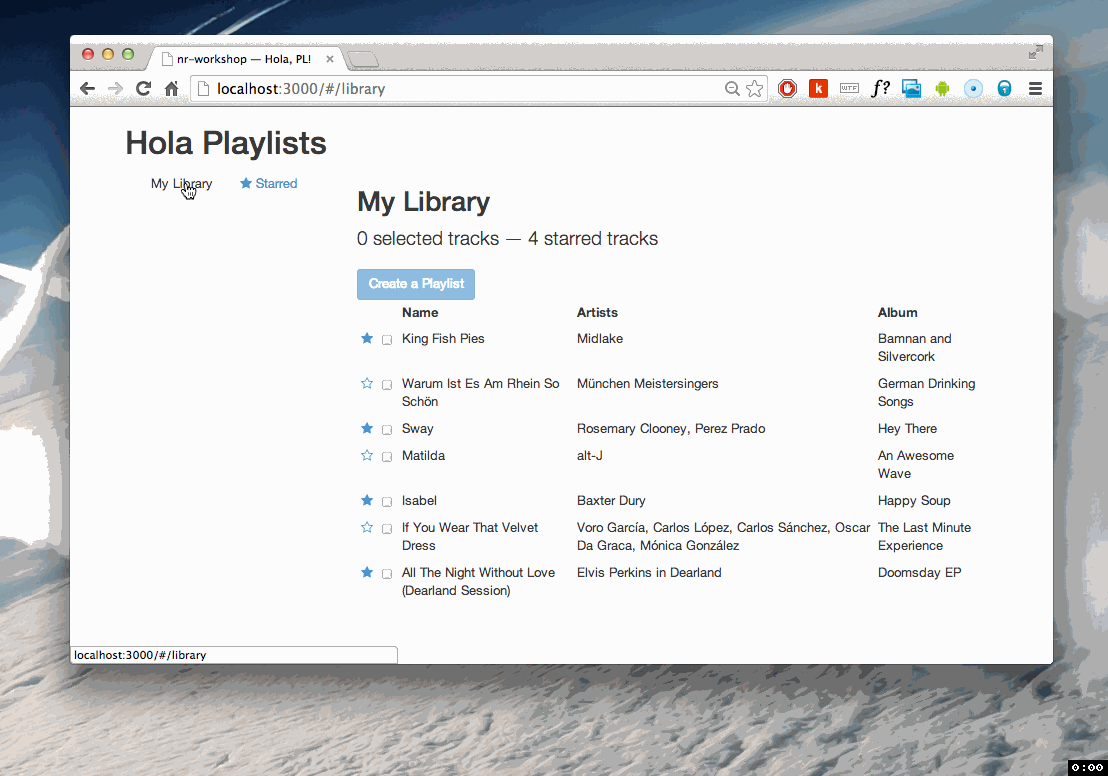 nr-workshop — Hola, PL!
localhost:3000/#/library
k
WTF
f?
Hola Playlists
My Library
Starred
My Library
0 selected tracks — 4 starred tracks
Create a Playlist
Name Artists Album
King Fish Pies Midlake Bamnan and
Silvercork
Warum Ist Es Am Rhein So München Meistersingers German Drinking
Schön Songs
Sway Rosemary Clooney, Perez Prado Hey There
Matilda alt-J An Awesome
Wave
Isabel Baxter Dury Happy Soup
If You Wear That Velvet Voro García, Carlos López, Carlos Sánchez, Oscar The Last Minute
Dress Da Graca, Mónica González Experience
All The Night Without Love Elvis Perkins in Dearland Doomsday EP
(Dearland Session)
localhost:3000/#/library
0:00